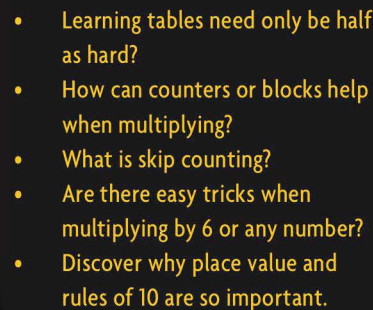 • Learning tables need only be half
as hard?
• How can counters or blocks help
when multiplying?
• What is skip counting?
• Are there easy tricks when
multiplying by 6 or any number?
• Discover why place value and
rules of 10 are so important.